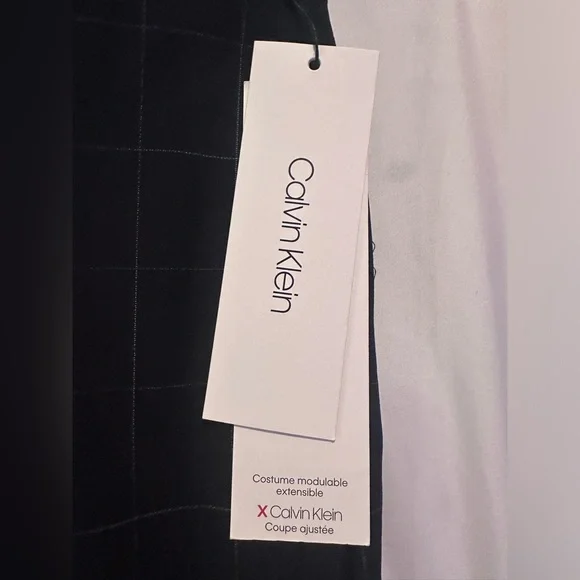 Calvin Klein
Costume modulable
extensible
X Calvin Klein
Coupe ajustée